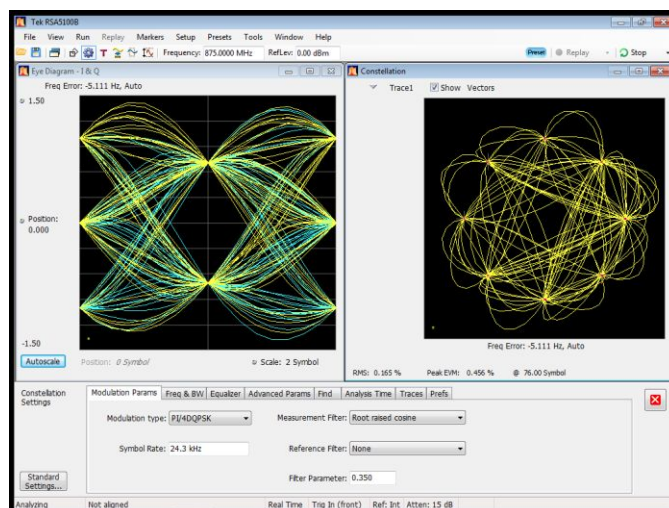 Tek RSA5100B
File View Run Replay Markers Setup Presets Tools Window Help
Frequency: 875.0000 MHz RefLev: 0.00 dBm Preset Replay Stop
Eye Diagram - I & Q
Freq Error: -5.111 Hz, Auto
1.50
Position:
0.000
-1.50
Autoscale Position: 0 Symbol Scale: 2 Symbol
Constellation
Trace1 Show Vectors
Freq Error: -5.111 Hz, Auto
RMS: 0.165 % Peak EVM: 0.456 % @ 76.00 Symbol
Constellation
Settings
Modulation Params Freq & BW Equalizer Advanced Params Find Analysis Time Traces Prefs
Modulation type: PI/4DQPSK Measurement Filter: Root raised cosine
Symbol Rate: 24.3 kHz Reference Filter: None
Filter Parameter: 0.350
Standard
Settings...
Analyzing Not aligned Real Time Trig In (front) Ref: Int Atten: 15 dB